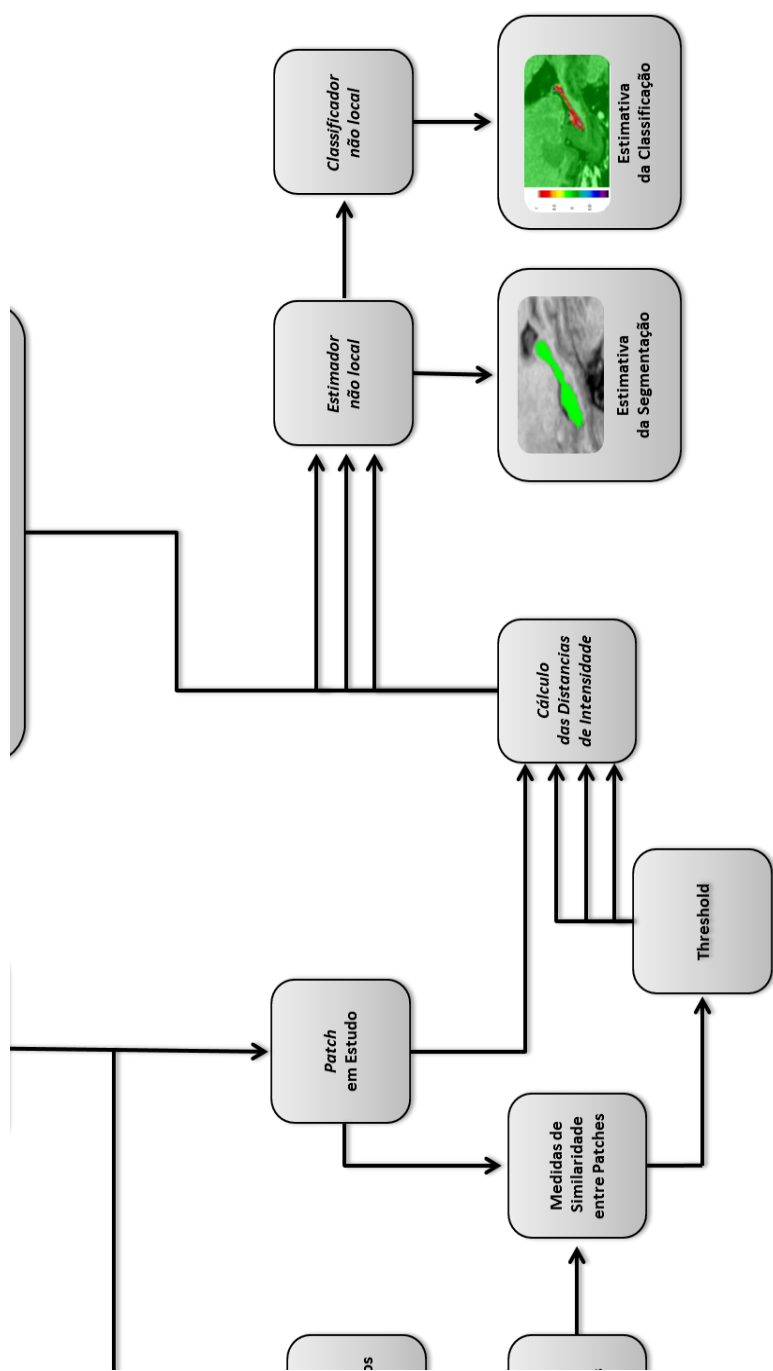 Classificador
não local
Estimativa
da Classificação
Estimador
não local
Estimativa
da Segmentação
Cálculo
das Distancias
de Intensidade
Threshold
Patch
em Estudo
Medidas de
Similaridade
entre Patches